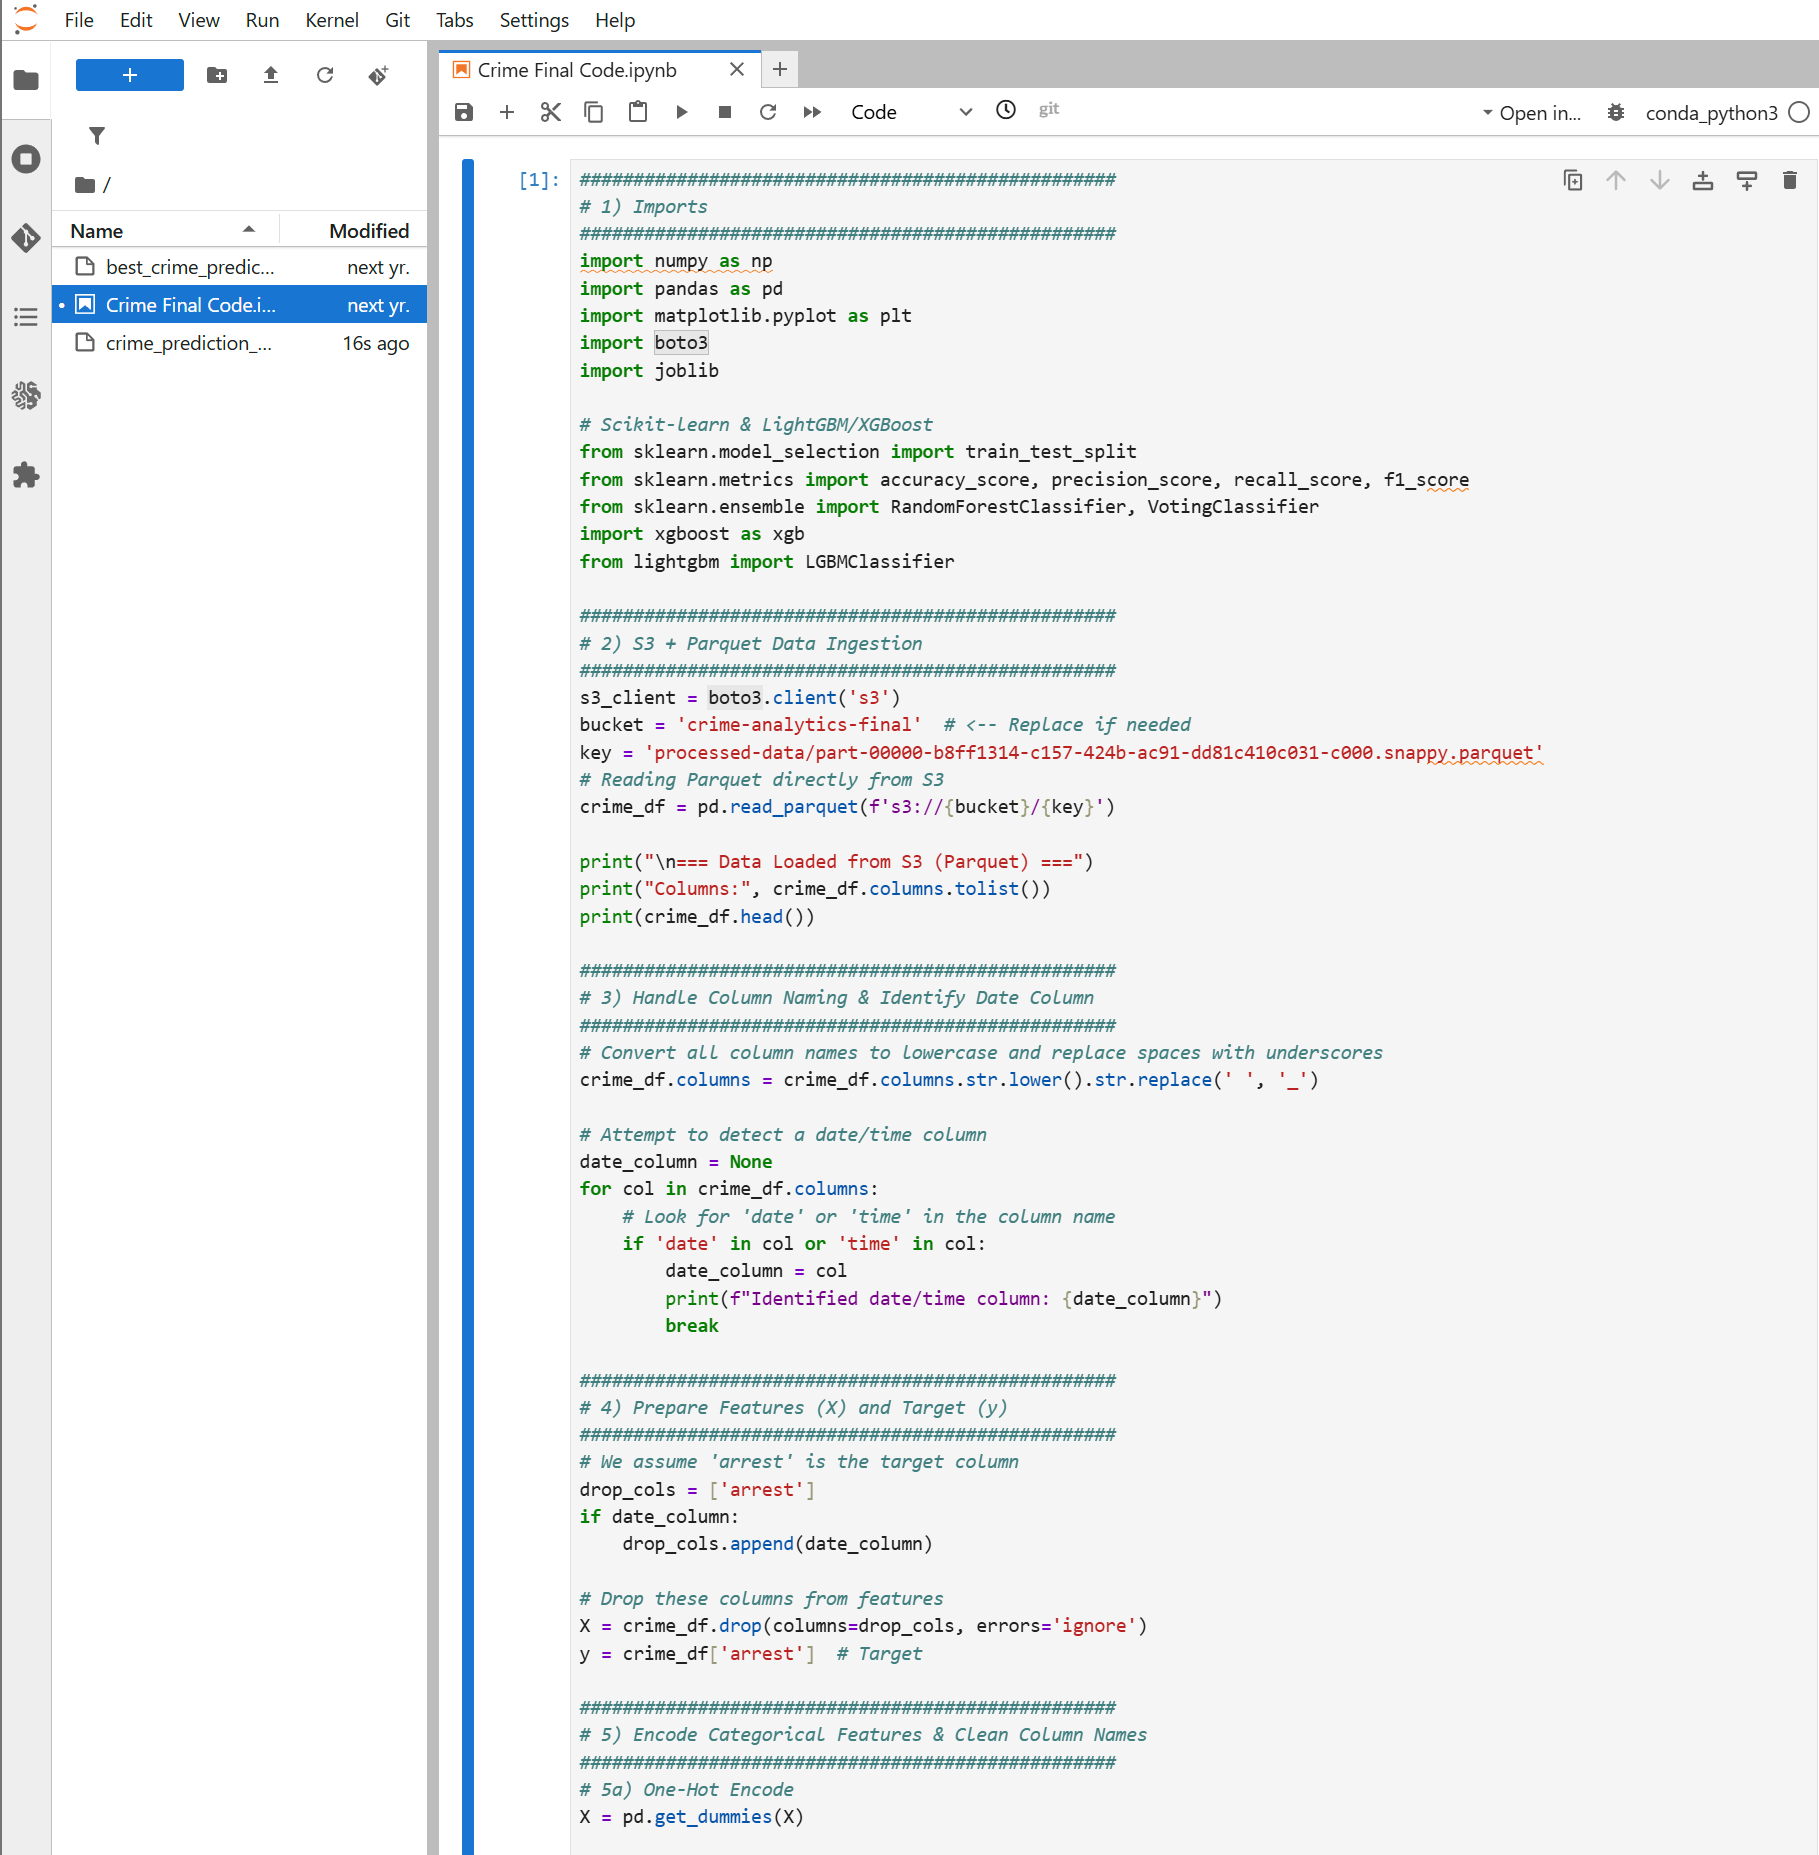 File Edit View Run Kernel Git Tabs Settings Help
Crime Final Code.ipynb
Code
git
Open in...
conda_python3
/
Name Modified
best_crime_predic... next yr.
Crime Final Code.i... next yr.
crime_prediction_... 16s ago
[1]:
##################################################
# 1) Imports
##################################################
import numpy as np
import pandas as pd
import matplotlib.pyplot as plt
import boto3
import joblib
# Scikit-learn & LightGBM/XGBoost
from sklearn.model_selection import train_test_split
from sklearn.metrics import accuracy_score, precision_score, recall_score, f1_score
from sklearn.ensemble import RandomForestClassifier, VotingClassifier
import xgboost as xgb
from lightgbm import LGBMClassifier
##################################################
# 2) S3 + Parquet Data Ingestion
##################################################
s3_client = boto3.client('s3')
bucket = 'crime-analytics-final'  # <-- Replace if needed
key = 'processed-data/part-00000-b8ff1314-c157-424b-ac91-dd81c410c031-c000.snappy.parquet'
# Reading Parquet directly from S3
crime_df = pd.read_parquet(f's3://{bucket}/{key}')
print("\n=== Data Loaded from S3 (Parquet) ===")
print("Columns:", crime_df.columns.tolist())
print(crime_df.head())
##################################################
# 3) Handle Column Naming & Identify Date Column
##################################################
# Convert all column names to lowercase and replace spaces with underscores
crime_df.columns = crime_df.columns.str.lower().str.replace(' ', '_')
# Attempt to detect a date/time column
date_column = None
for col in crime_df.columns:
    # Look for 'date' or 'time' in the column name
    if 'date' in col or 'time' in col:
        date_column = col
        print(f"Identified date/time column: {date_column}")
        break
##################################################
# 4) Prepare Features (X) and Target (y)
##################################################
# We assume 'arrest' is the target column
drop_cols = ['arrest']
if date_column:
    drop_cols.append(date_column)
# Drop these columns from features
X = crime_df.drop(columns=drop_cols, errors='ignore')
y = crime_df['arrest']  # Target
##################################################
# 5) Encode Categorical Features & Clean Column Names
##################################################
# 5a) One-Hot Encode
X = pd.get_dummies(X)